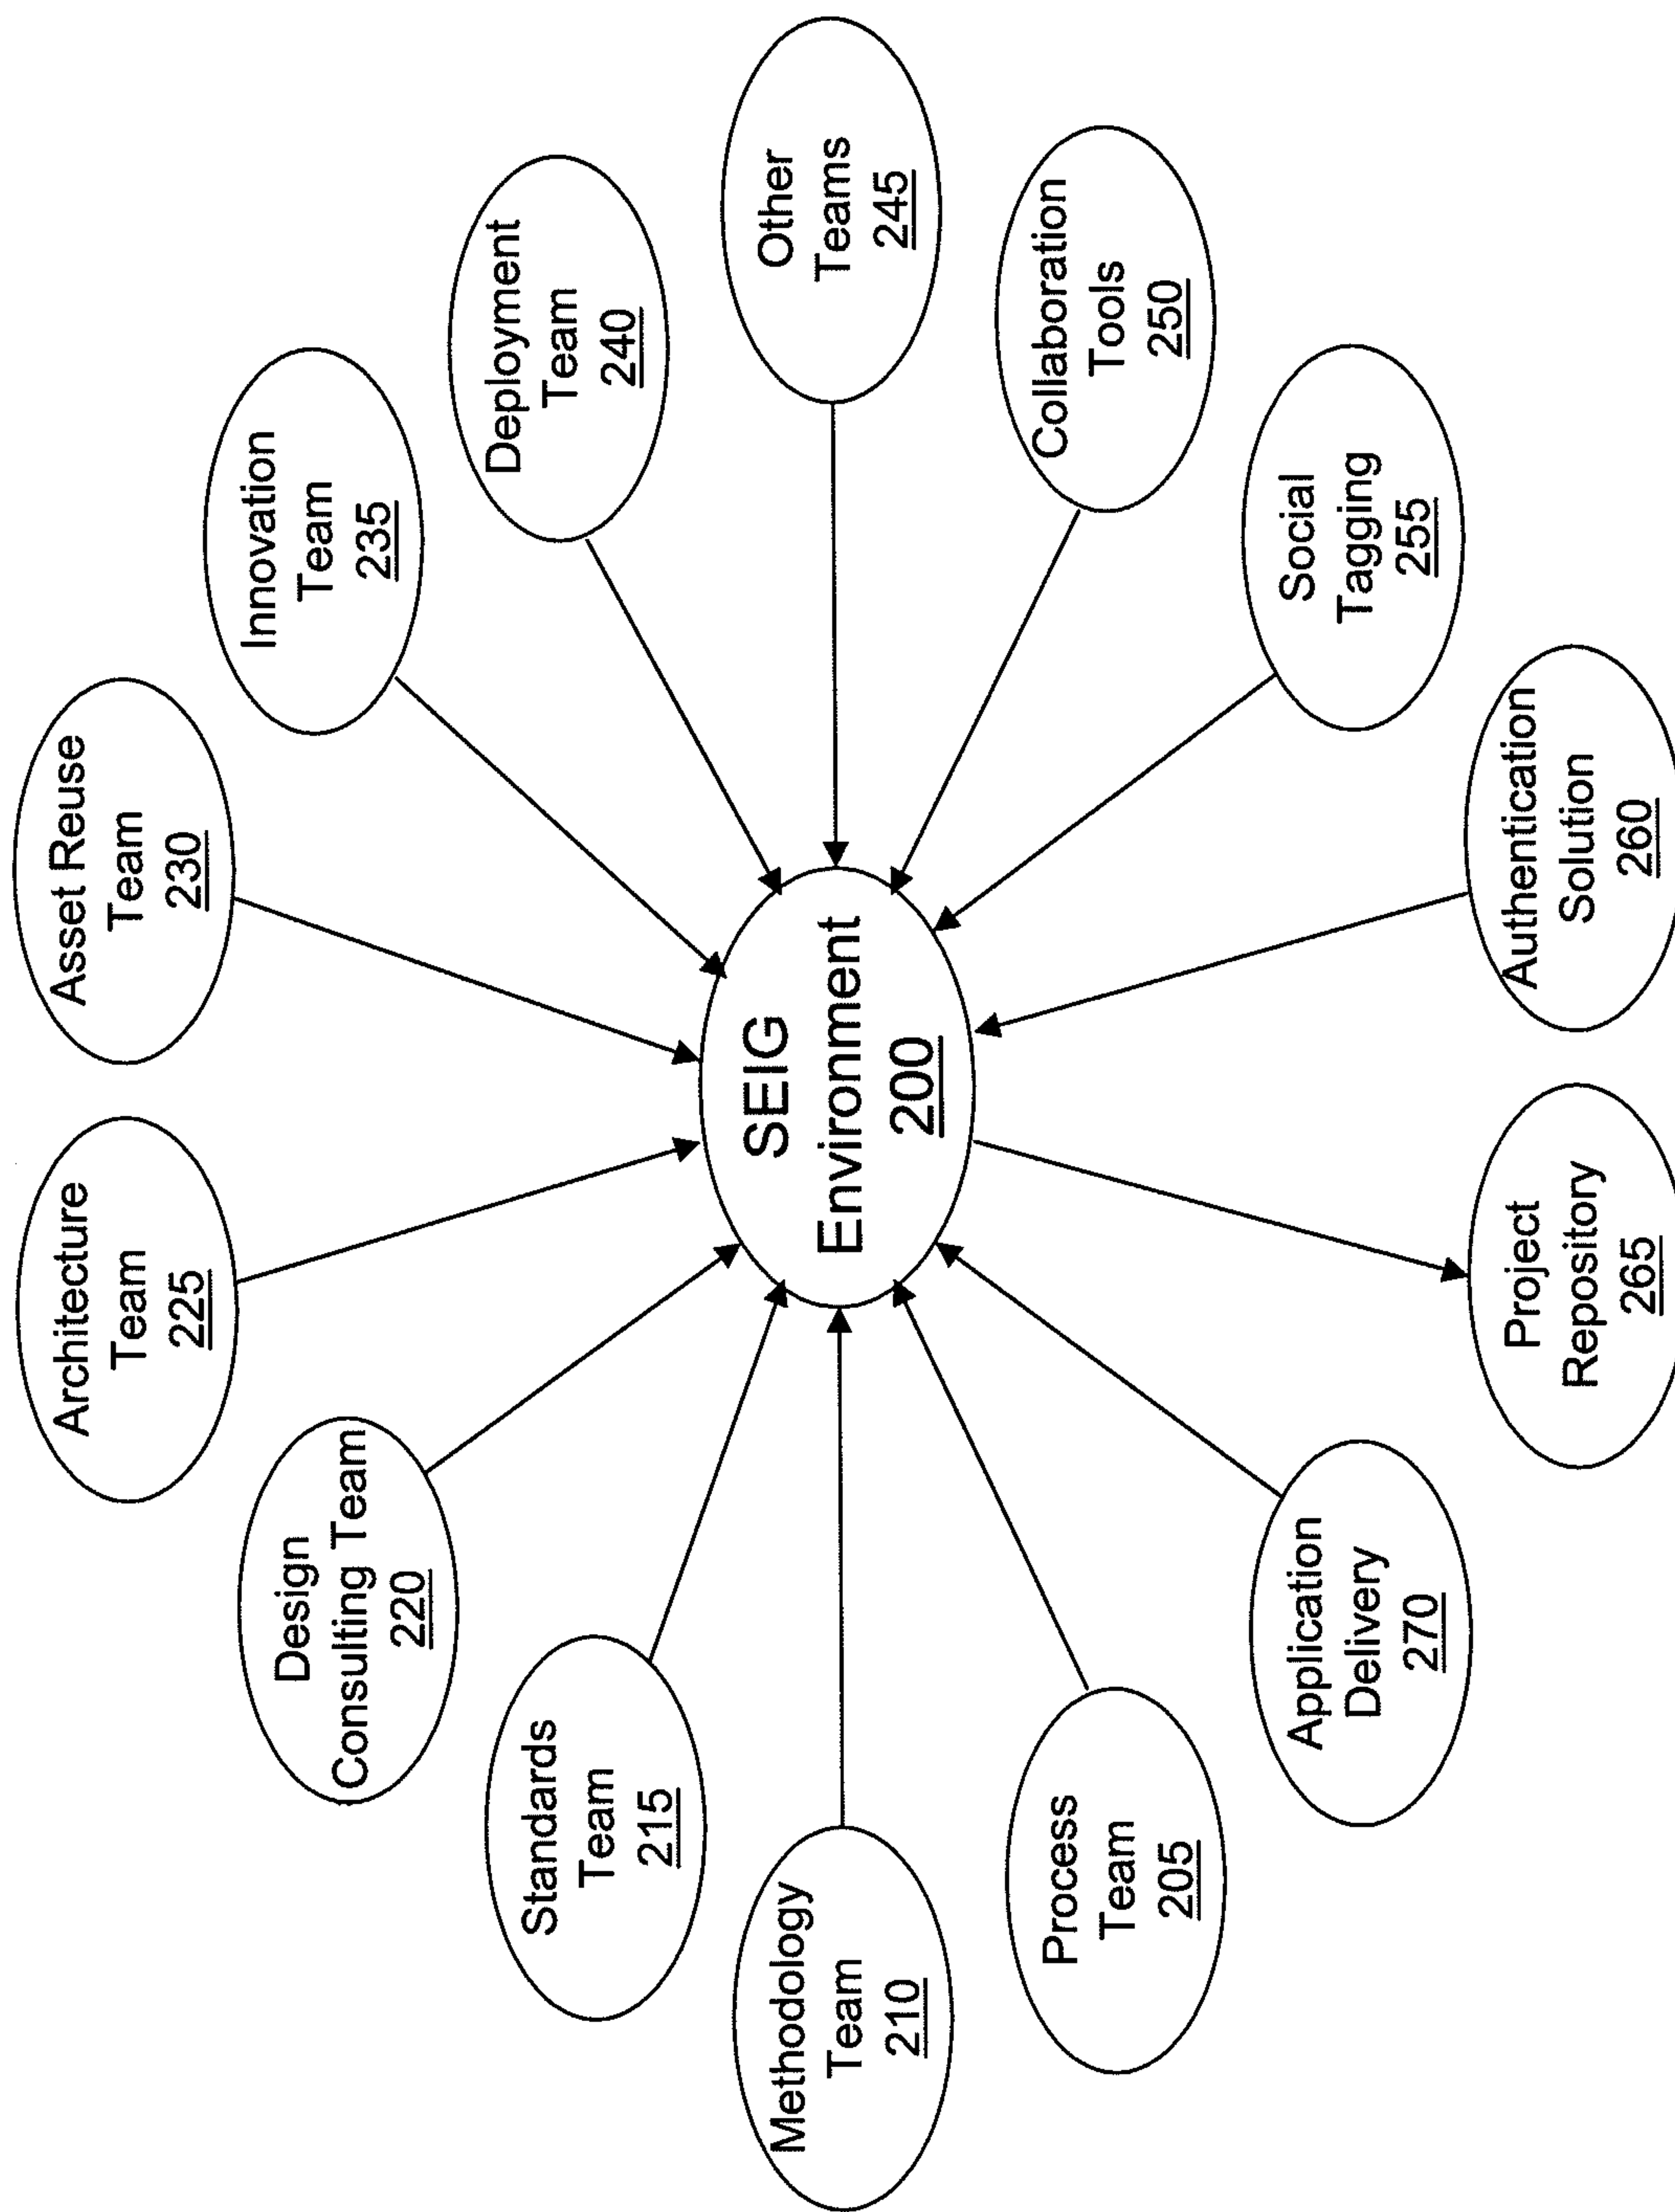 Architecture
Team
225
Asset Reuse
Team
230
Design
Consulting Team
220
Innovation
Team
235
Standards
Team
215
Deployment
Team
240
Methodology
Team
210
SEIG
Environment
200
Other
Teams
245
Process
Team
205
Collaboration
Tools
250
Application
Delivery
270
Social
Tagging
255
Project
Repository
265
Authentication
Solution
260